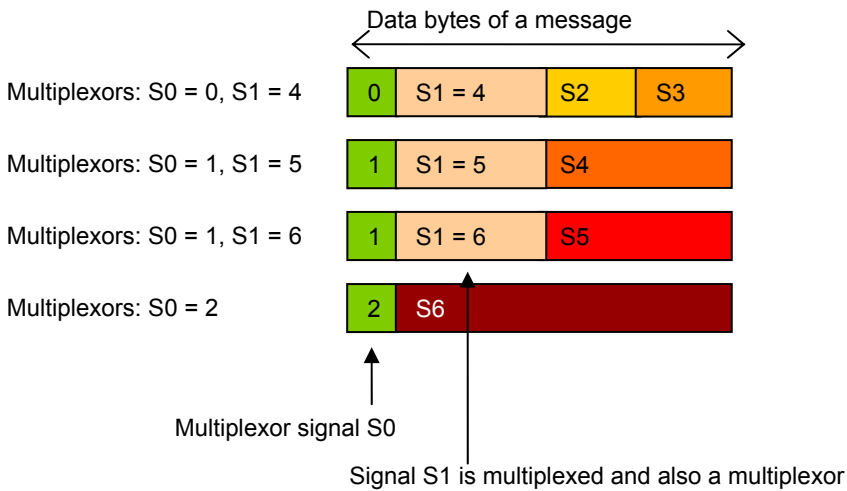 Data bytes of a message
Multiplexors: S0 = 0, S1 = 4 0 S1 = 4 S2 S3
Multiplexors: S0 = 1, S1 = 5 1 S1 = 5 S4
Multiplexors: S0 = 1, S1 = 6 1 S1 = 6 S5
Multiplexors: S0 = 2 2 S6
Multiplexor signal S0
Signal S1 is multiplexed and also a multiplexor